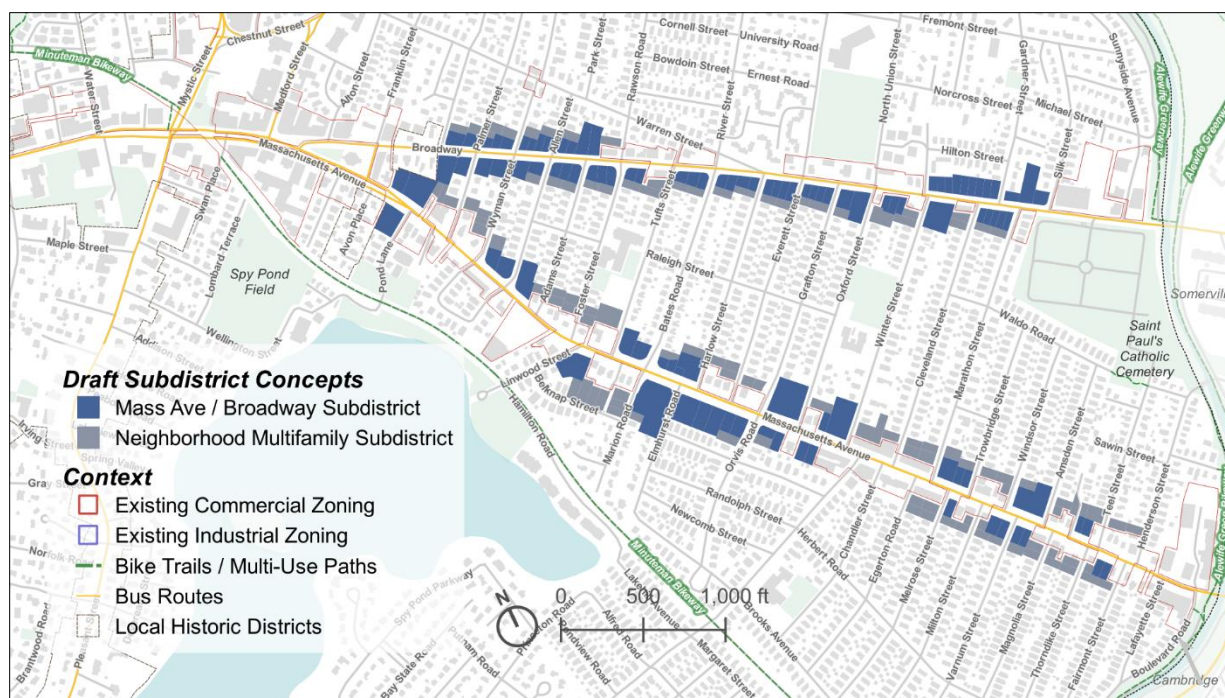 Cornell Street
University Road
Fremont Street
Chestnut Street
Park Street
Rawson Road
Bowdoin Street
Ernest Road
Sunnyside Avenue
Gardner Street
Minuteman Bikeway
Mystic Street
Water Street
Medford Street
Alton Street
Franklin Street
Alewife Greenway
Alewife Green
North Union Street
Norcross Street
Michael Street
River Street
Warren Street
Palmer Street
Allen Street
Broadway
Massachusetts Avenue
Hilton Street
Silk Street
Swan Place
Avon Place
Pond Lane
Wyman Street
Tufts Street
Everett Street
Grafton Street
Oxford Street
Maple Street
Lombard Terrace
Spy Pond
Field
Adams Street
Foster Street
Raleigh Street
Bates Road
Harlow Street
Winter Street
Cleveland Street
Marathon Street
Waldo Road
Somervil
Saint
Paul's
Catholic
Cemetery
Wellington Street
Linwood Street
Belknap Street
Hamilton Road
Marion Road
Elmhurst Road
Orvis Road
Massachusetts Avenue
Trowbridge Street
Windsor Street
Amsden Street
Sawin Street
Teel Street
Henderson Street
Draft Subdistrict Concepts
Mass Ave / Broadway Subdistrict
Neighborhood Multifamily Subdistrict
Context
Existing Commercial Zoning
Existing Industrial Zoning
Bike Trails / Multi-Use Paths
Bus Routes
Local Historic Districts
Irving Street
Spring Valley
Gray Street
Brantwood Road
Randolph Street
Newcomb Street
Herbert Road
Chandler Street
Egerton Road
Melrose Street
Milton Street
Varnum Street
Magnolia Street
Thorndike Street
Fairmont Street
Lafayette Street
Boulevard Road
Minuteman Bikeway
Brooks Avenue
Margaret Street
Alfred Road
Spy Pond Parkway
Putnam Road
N
0 500 1,000 ft
Cambridge